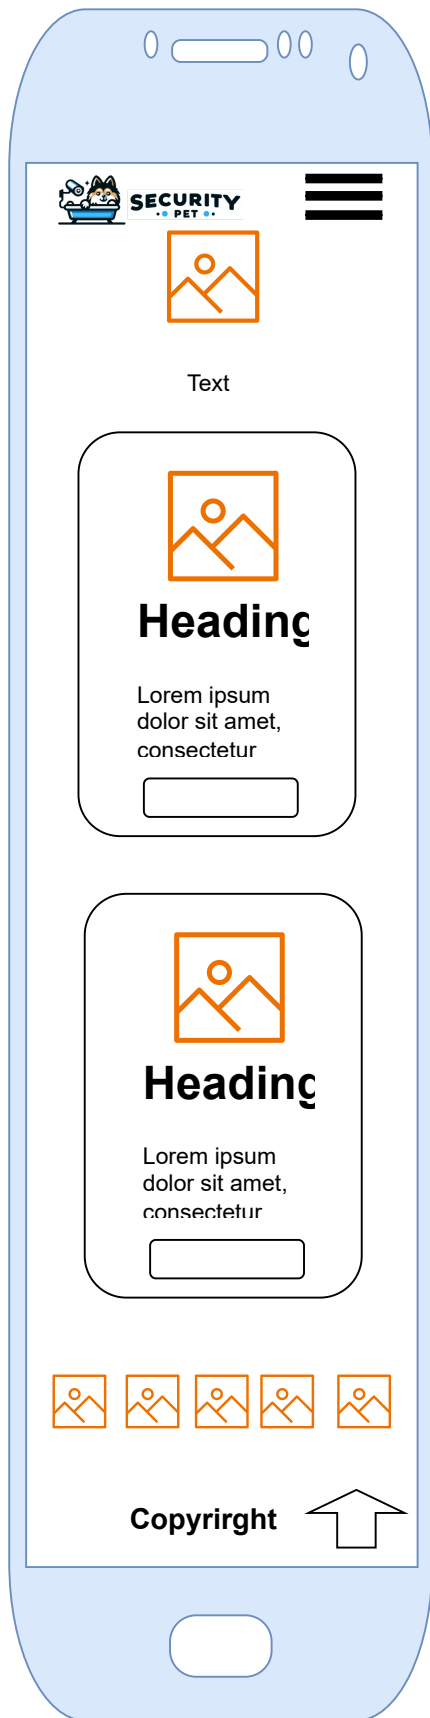 SECURITY
PET
Text
Heading
Lorem ipsum
dolor sit amet,
consectetur
Heading
Lorem ipsum
dolor sit amet,
consectetur
Copyrirght